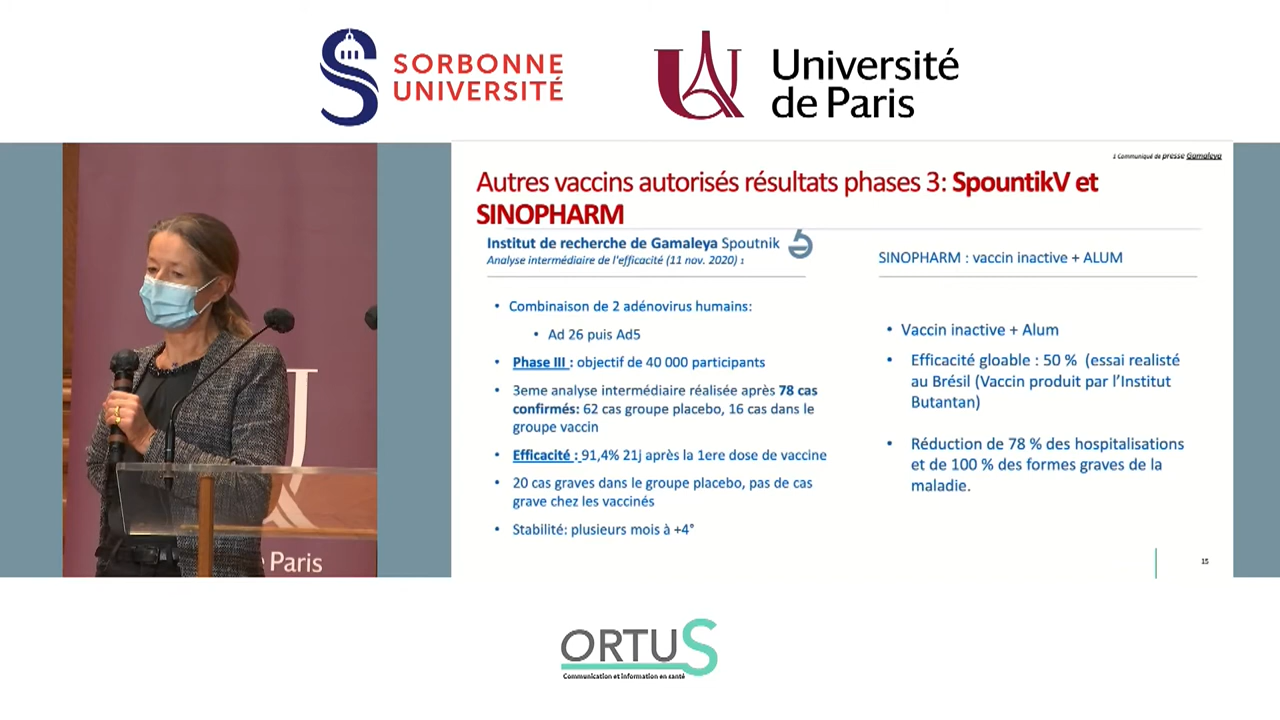 SORBONNE
UNIVERSITÉ
Université
de Paris
1 Communiqué de presse Gamaleya
Autres vaccins autorisés résultats phases 3: SpountikV et
SINOPHARM
Institut de recherche de Gamaleya Spoutnik
Analyse intermédiaire de l'efficacité (11 nov. 2020) 1
• Combinaison de 2 adénovirus humains:
• Ad 26 puis Ad5
• Phase III : objectif de 40 000 participants
• 3eme analyse intermédiaire réalisée après 78 cas
confirmés: 62 cas groupe placebo, 16 cas dans le
groupe vaccin
• Efficacité : 91,4% 21j après la 1ere dose de vaccine
• 20 cas graves dans le groupe placebo, pas de cas
grave chez les vaccinés
• Stabilité: plusieurs mois à +4°
SINOPHARM : vaccin inactive + ALUM
• Vaccin inactive + Alum
• Efficacité gloable : 50 % (essai realisté
au Brésil (Vaccin produit par l'Institut
Butantan)
• Réduction de 78 % des hospitalisations
et de 100 % des formes graves de la
maladie.
15
Paris
ORTUS
Communication et information en santé